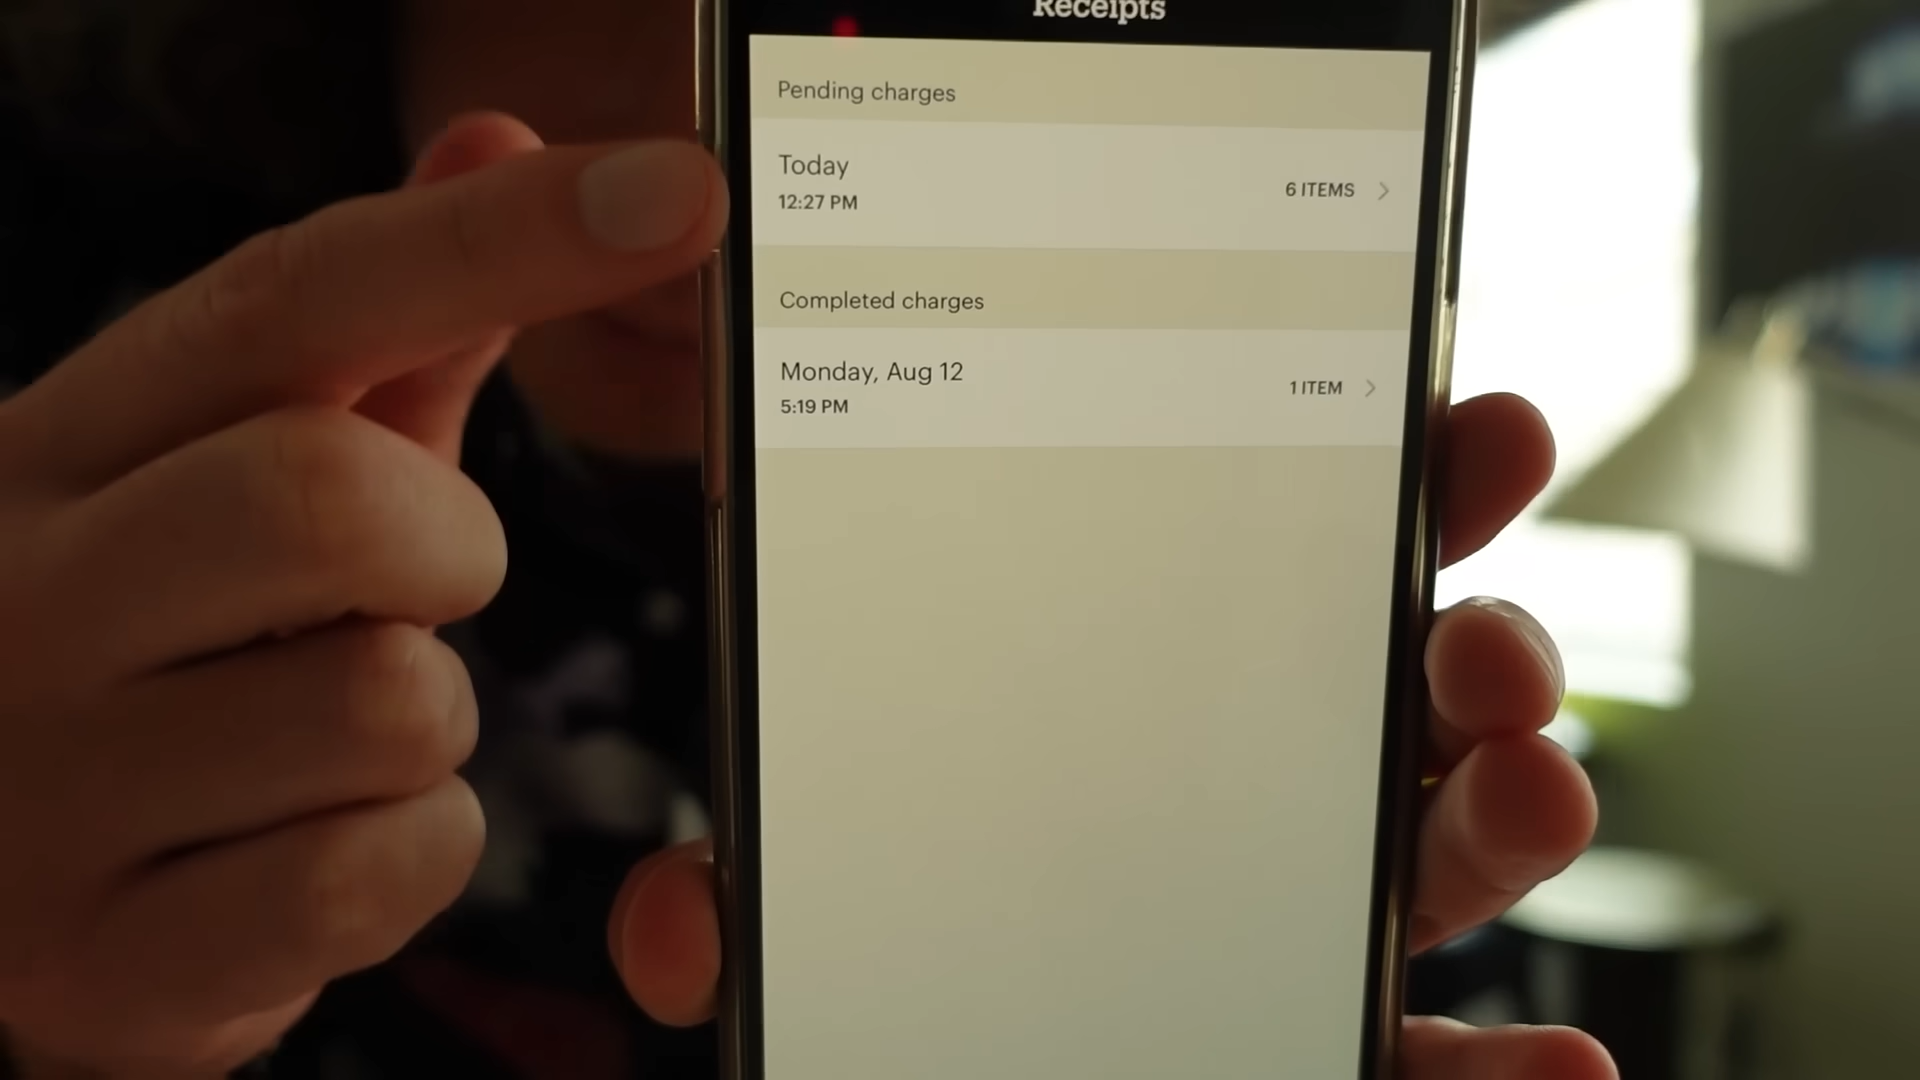 Receipts
Pending charges
Today
12:27 PM
6 ITEMS
Completed charges
Monday, Aug 12
5:19 PM
1 ITEM